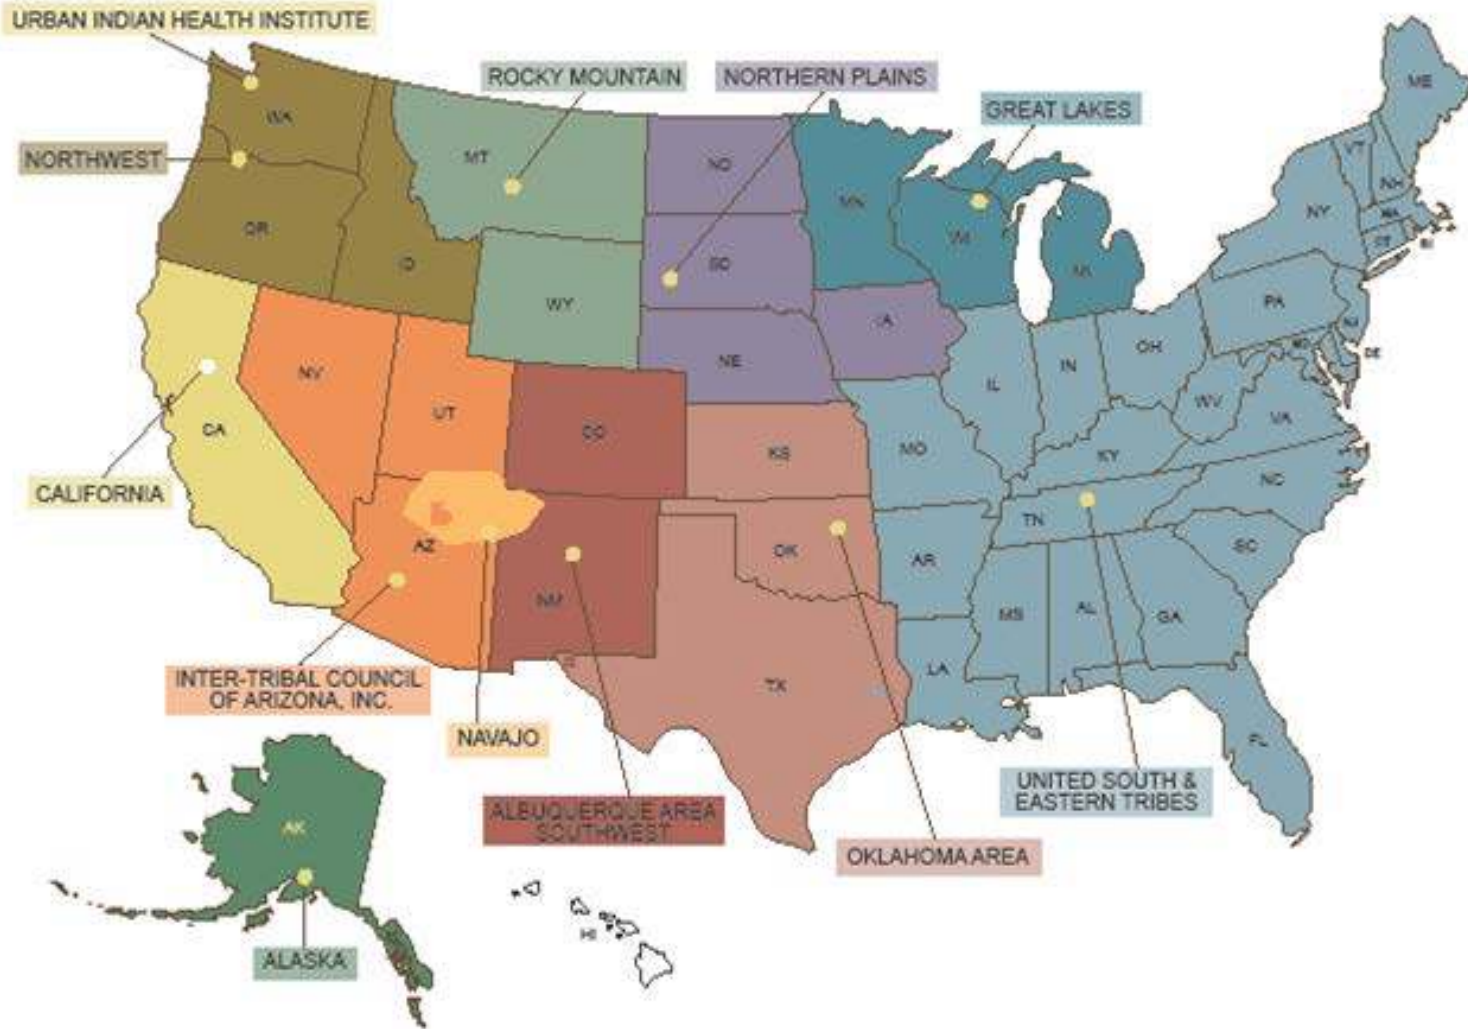 URBAN INDIAN HEALTH INSTITUTE
ROCKY MOUNTAIN
NORTHERN PLAINS
GREAT LAKES
NORTHWEST
CALIFORNIA
INTER-TRIBAL COUNCIL
OF ARIZONA, INC.
NAVAJO
ALBUQUERQUE AREA
SOUTHWEST
OKLAHOMA AREA
UNITED SOUTH &
EASTERN TRIBES
ALASKA
WA
OR
ID
MT
WY
ND
SD
NE
IA
MN
WI
MI
CA
NV
UT
AZ
CO
NM
KS
OK
TX
MO
AR
LA
IL
IN
OH
KY
TN
MS
AL
GA
FL
SC
NC
VA
WV
PA
NY
VT
NH
ME
MA
CT
RI
NJ
DE
MD
AK
HI